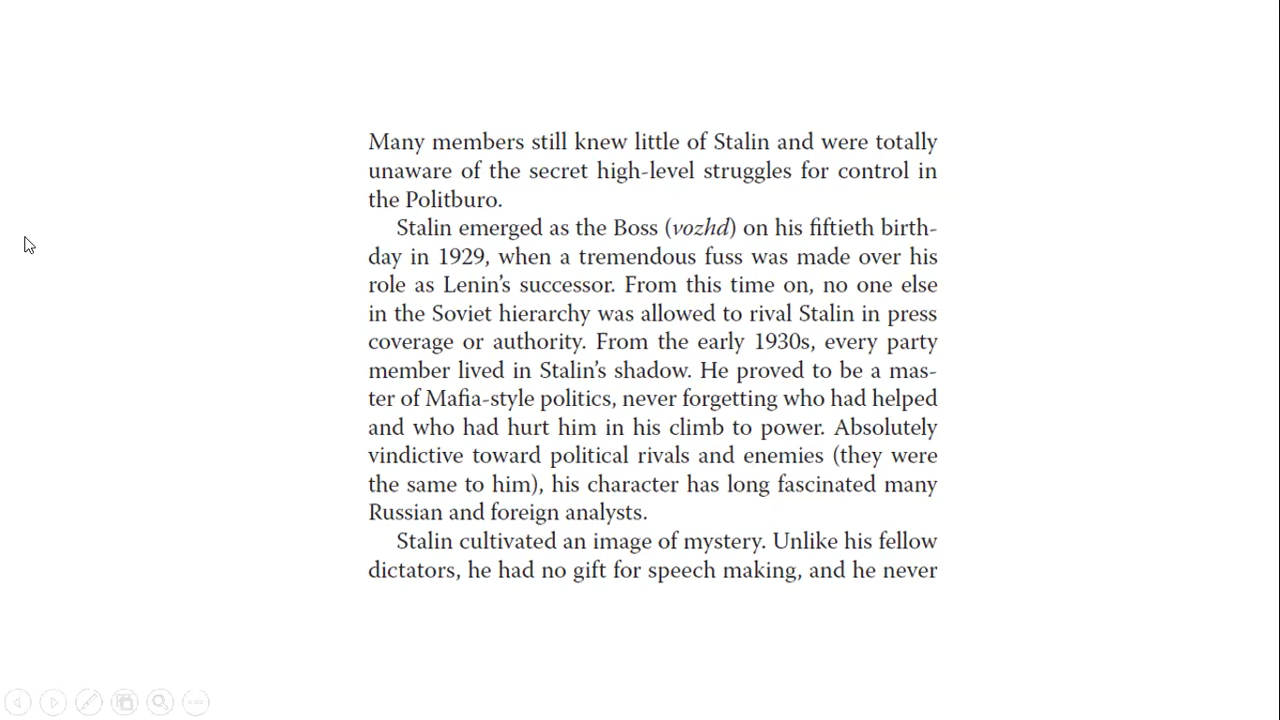 Many members still knew little of Stalin and were totally
unaware of the secret high-level struggles for control in
the Politburo.
Stalin emerged as the Boss (vozhd) on his fiftieth birth-
day in 1929, when a tremendous fuss was made over his
role as Lenin’s successor. From this time on, no one else
in the Soviet hierarchy was allowed to rival Stalin in press
coverage or authority. From the early 1930s, every party
member lived in Stalin’s shadow. He proved to be a mas-
ter of Mafia-style politics, never forgetting who had helped
and who had hurt him in his climb to power. Absolutely
vindictive toward political rivals and enemies (they were
the same to him), his character has long fascinated many
Russian and foreign analysts.
Stalin cultivated an image of mystery. Unlike his fellow
dictators, he had no gift for speech making, and he never